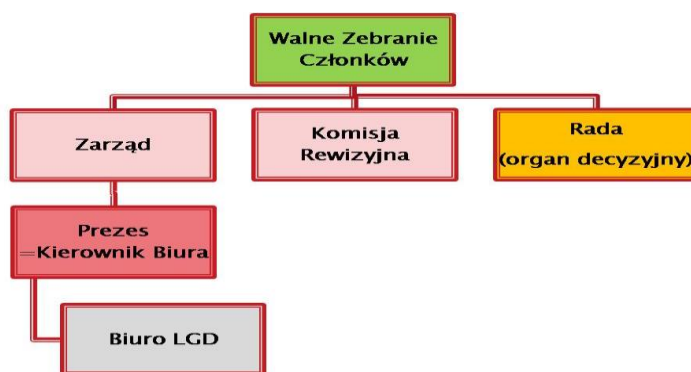 Walne Zebranie
Członków
Zarząd
Komisja
Rewizyjna
Rada
(organ decyzyjny)
Prezes
=Kierownik Biura
Biuro LGD